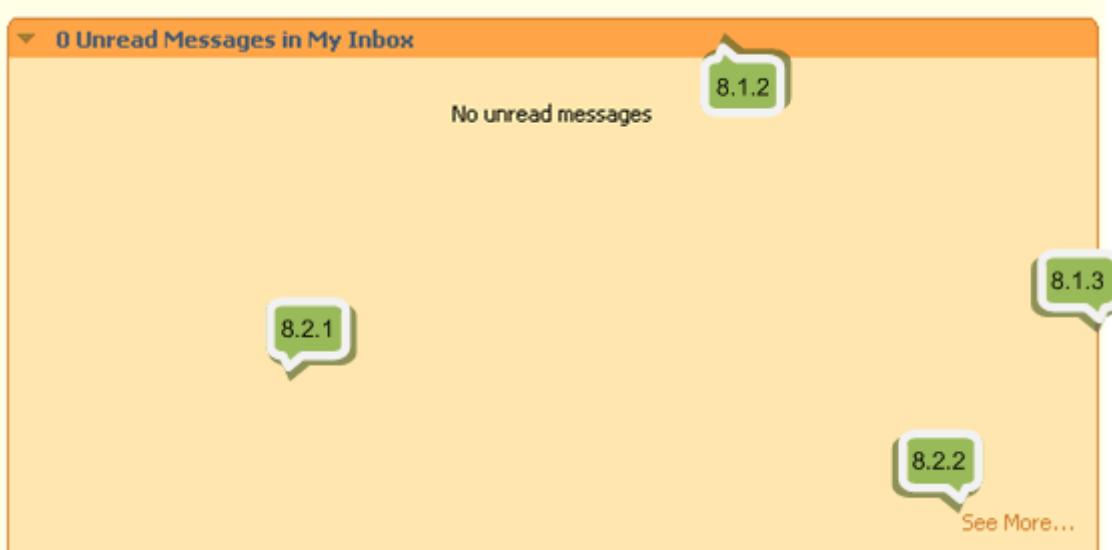 0 Unread Messages in My Inbox
8.1.2
No unread messages
8.1.3
8.2.1
8.2.2
See More...